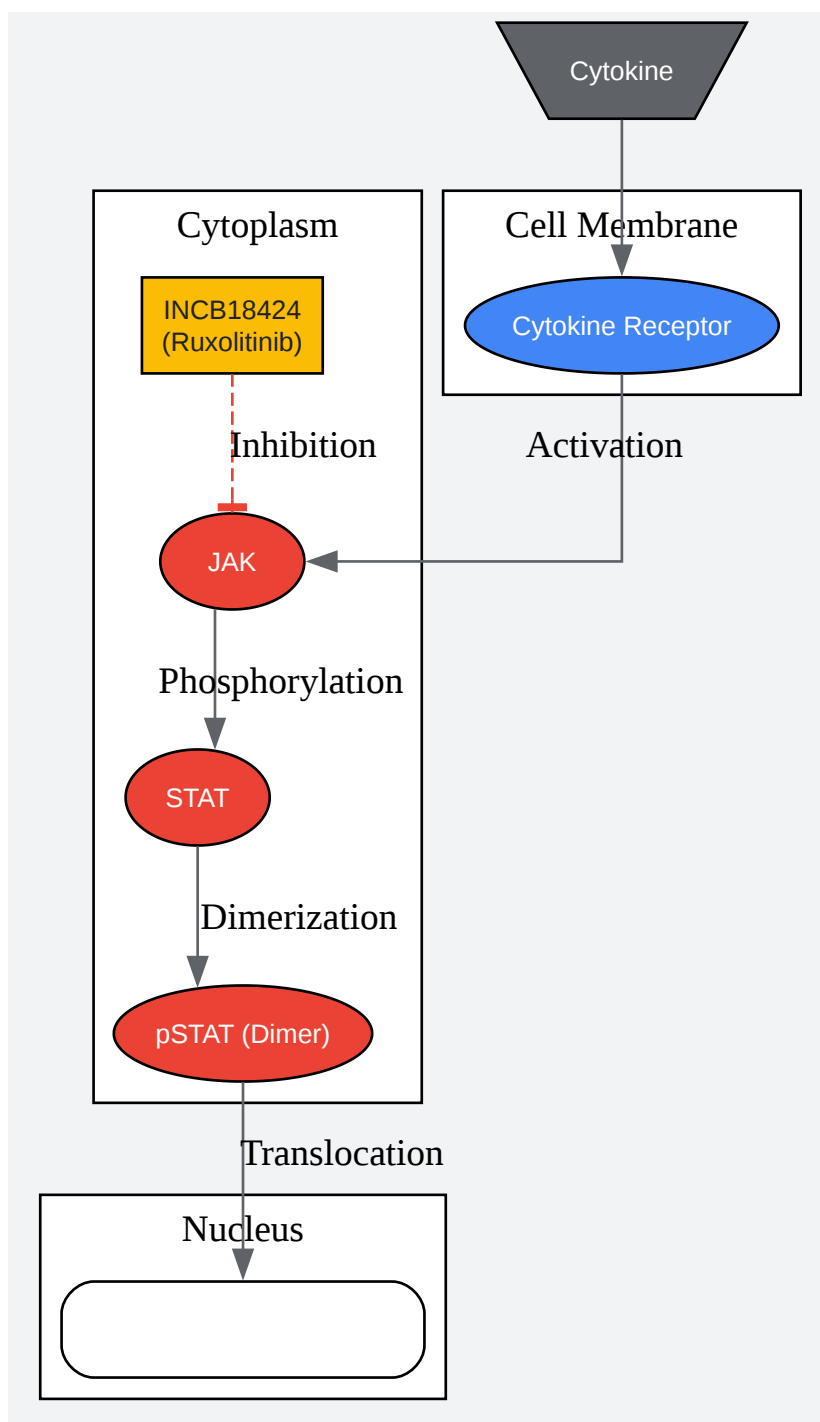 Cytokine
Cytoplasm
Cell Membrane
INCB18424
(Ruxolitinib)
Cytokine Receptor
Inhibition
Activation
JAK
Phosphorylation
STAT
Dimerization
pSTAT (Dimer)
Translocation
Nucleus